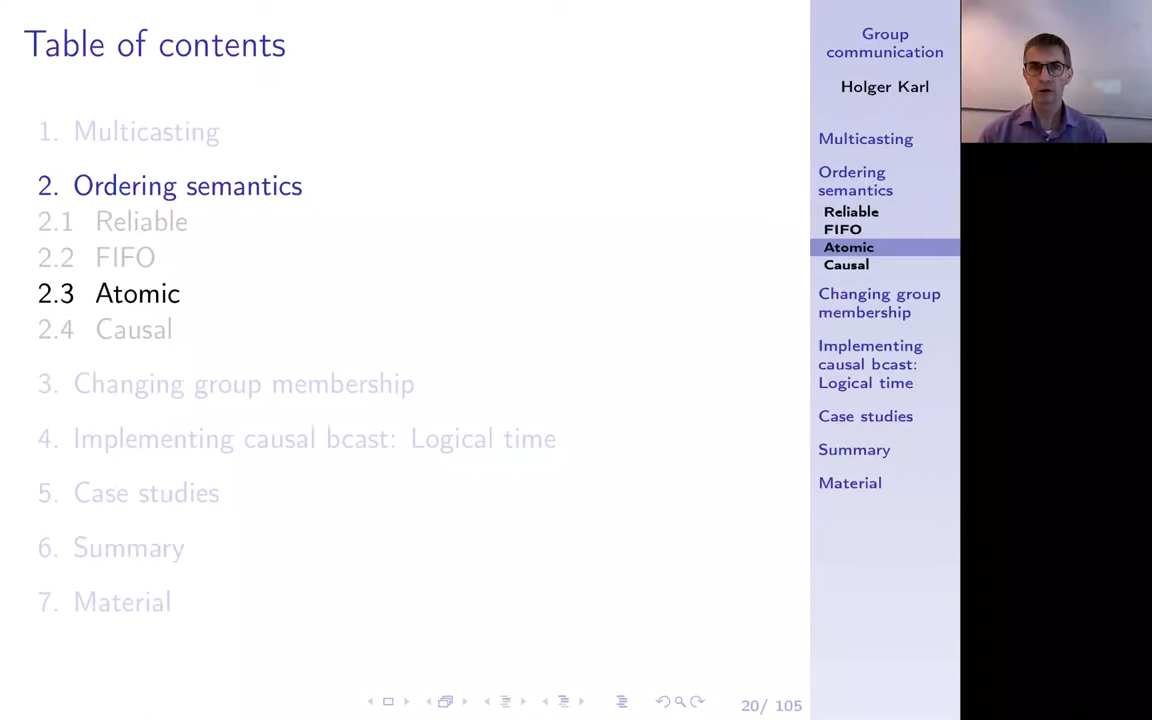 Table of contents
1. Multicasting
2. Ordering semantics
2.1 Reliable
2.2 FIFO
2.3 Atomic
2.4 Causal
3. Changing group membership
4. Implementing causal bcast: Logical time
5. Case studies
6. Summary
7. Material
20/ 105
Group
communication
Holger Karl
Multicasting
Ordering
semantics
Reliable
FIFO
Atomic
Causal
Changing group
membership
Implementing
causal bcast:
Logical time
Case studies
Summary
Material